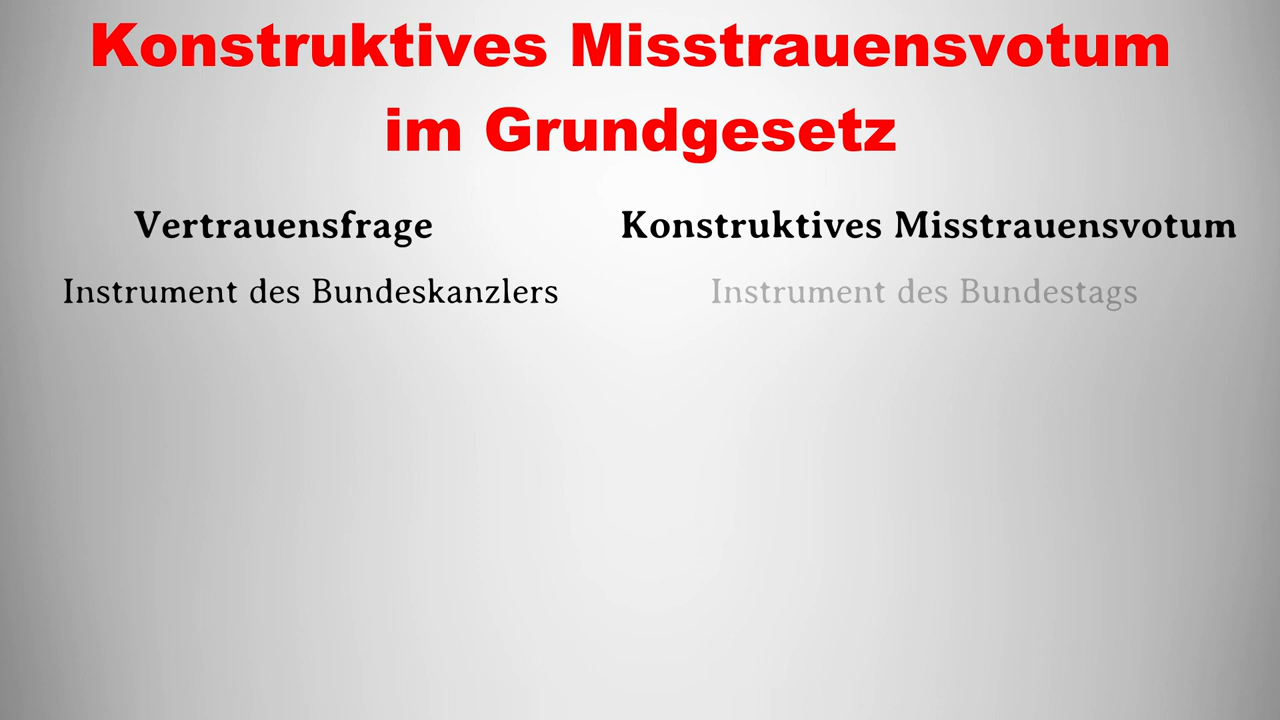 Konstruktives Misstrauensvotum
im Grundgesetz
Vertrauensfrage
Konstruktives Misstrauensvotum
Instrument des Bundeskanzlers
Instrument des Bundestags